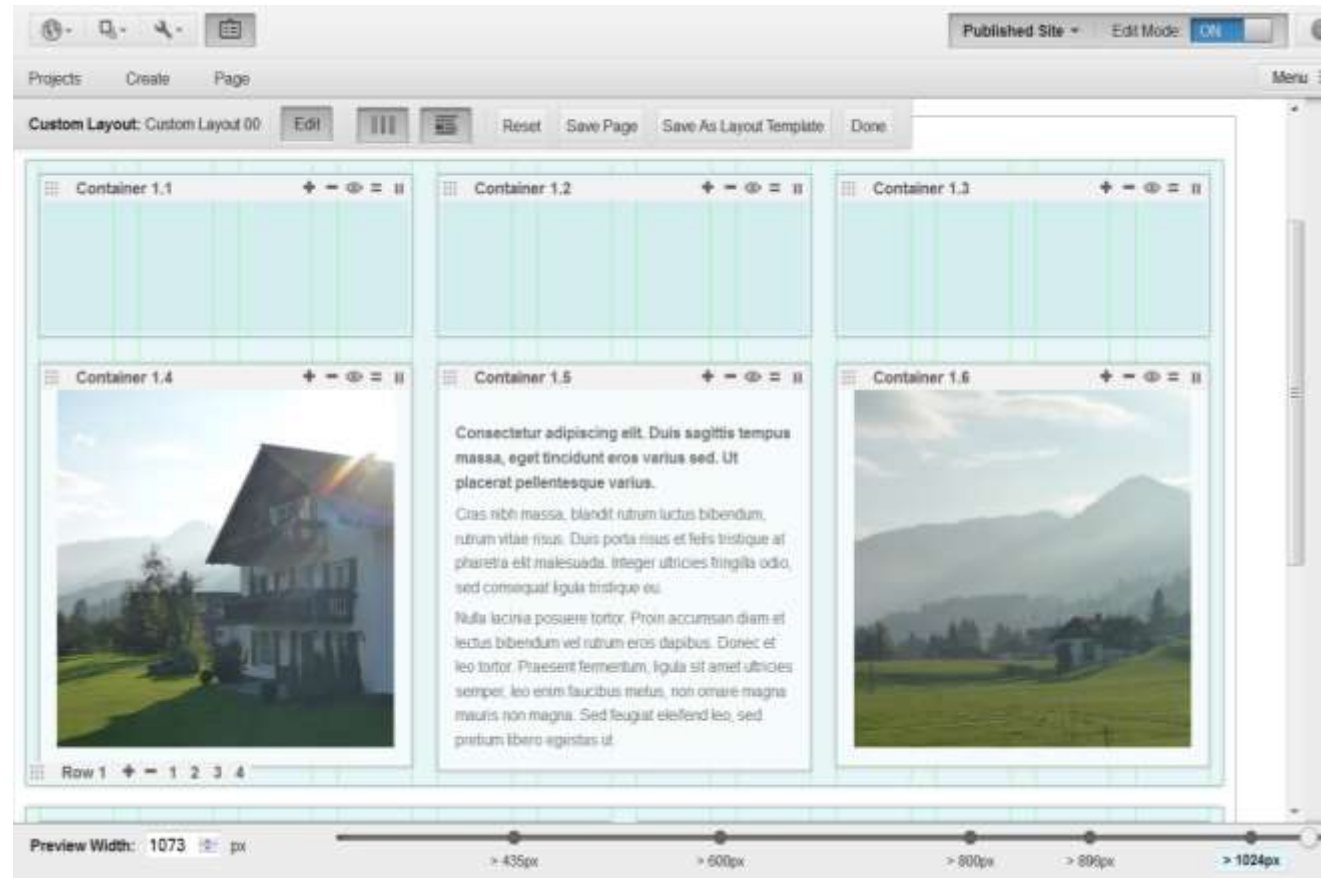 Published Site
Edit Mode: ON
Projects Create Page
Menu
Custom Layout: Custom Layout 00 Edit Reset Save Page Save As Layout Template Done
Container 1.1
Container 1.2
Container 1.3
Container 1.4
Container 1.5
Container 1.6
Consectetur adipiscing elit. Duis sagittis tempus
massa, eget tincidunt eros varius sed. Ut
placerat pellentesque varius.
Cras nibh massa, blandit rutrum luctus bibendum,
rutrum vitae risus. Duis porta risus et felis tristique at
pharetra elit malesuada. Integer ultricies fringilla odio,
sed consequat ligula tristique eu.
Nulla lacinia posuere tortor. Proin accumsan diam et
lectus bibendum vel rutrum eros dapibus. Donec et
leo tortor. Praesent fermentum, ligula sit amet ultricies
semper, leo enim faucibus metus, non ornare magna
mauris non magna. Sed feugiat eleifend leo, sed
pretium libero egestas ut.
Row 1 1 2 3 4
Preview Width: 1073 px
> 435px > 600px > 800px > 896px > 1024px